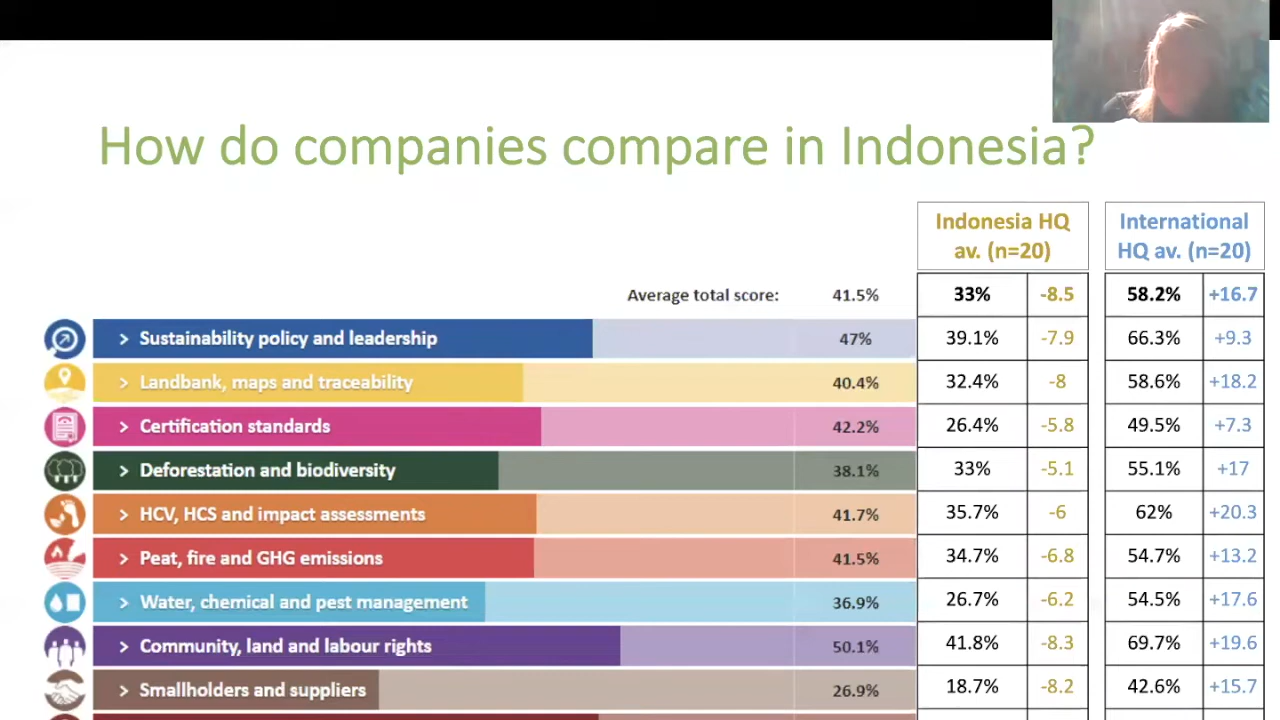 How do companies compare in Indonesia?
Indonesia HQ av. (n=20)
International HQ av. (n=20)
Average total score: 41.5% 33% -8.5 58.2% +16.7
> Sustainability policy and leadership 47% 39.1% -7.9 66.3% +9.3
> Landbank, maps and traceability 40.4% 32.4% -8 58.6% +18.2
> Certification standards 42.2% 26.4% -5.8 49.5% +7.3
> Deforestation and biodiversity 38.1% 33% -5.1 55.1% +17
> HCV, HCS and impact assessments 41.7% 35.7% -6 62% +20.3
> Peat, fire and GHG emissions 41.5% 34.7% -6.8 54.7% +13.2
> Water, chemical and pest management 36.9% 26.7% -6.2 54.5% +17.6
> Community, land and labour rights 50.1% 41.8% -8.3 69.7% +19.6
> Smallholders and suppliers 26.9% 18.7% -8.2 42.6% +15.7